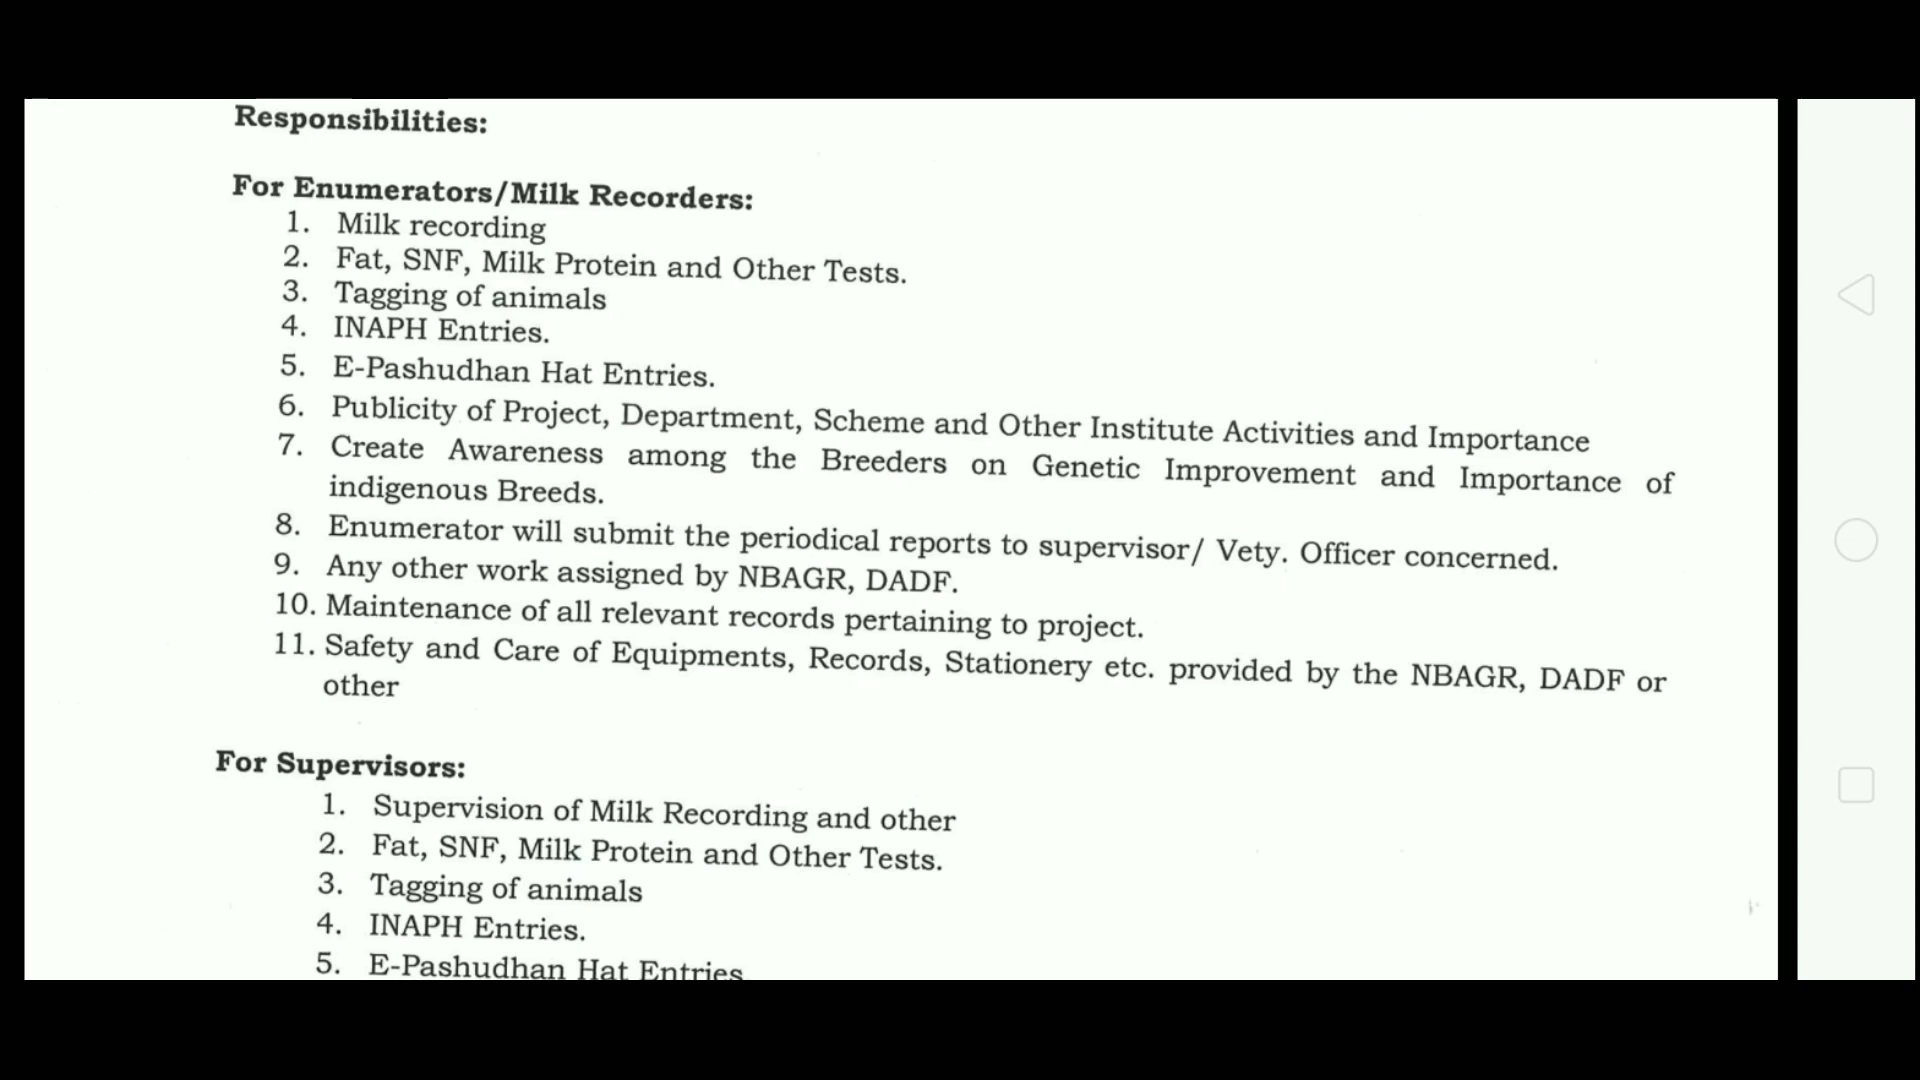 Responsibilities:
For Enumerators/Milk Recorders:
1. Milk recording
2. Fat, SNF, Milk Protein and Other Tests.
3. Tagging of animals
4. INAPH Entries.
5. E-Pashudhan Hat Entries.
6. Publicity of Project, Department, Scheme and Other Institute Activities and Importance
7. Create Awareness among the Breeders on Genetic Improvement and Importance of
indigenous Breeds.
8. Enumerator will submit the periodical reports to supervisor/ Vety. Officer concerned.
9. Any other work assigned by NBAGR, DADF.
10. Maintenance of all relevant records pertaining to project.
11. Safety and Care of Equipments, Records, Stationery etc. provided by the NBAGR, DADF or
other
For Supervisors:
1. Supervision of Milk Recording and other
2. Fat, SNF, Milk Protein and Other Tests.
3. Tagging of animals
4. INAPH Entries.
5. E-Pashudhan Hat Entries